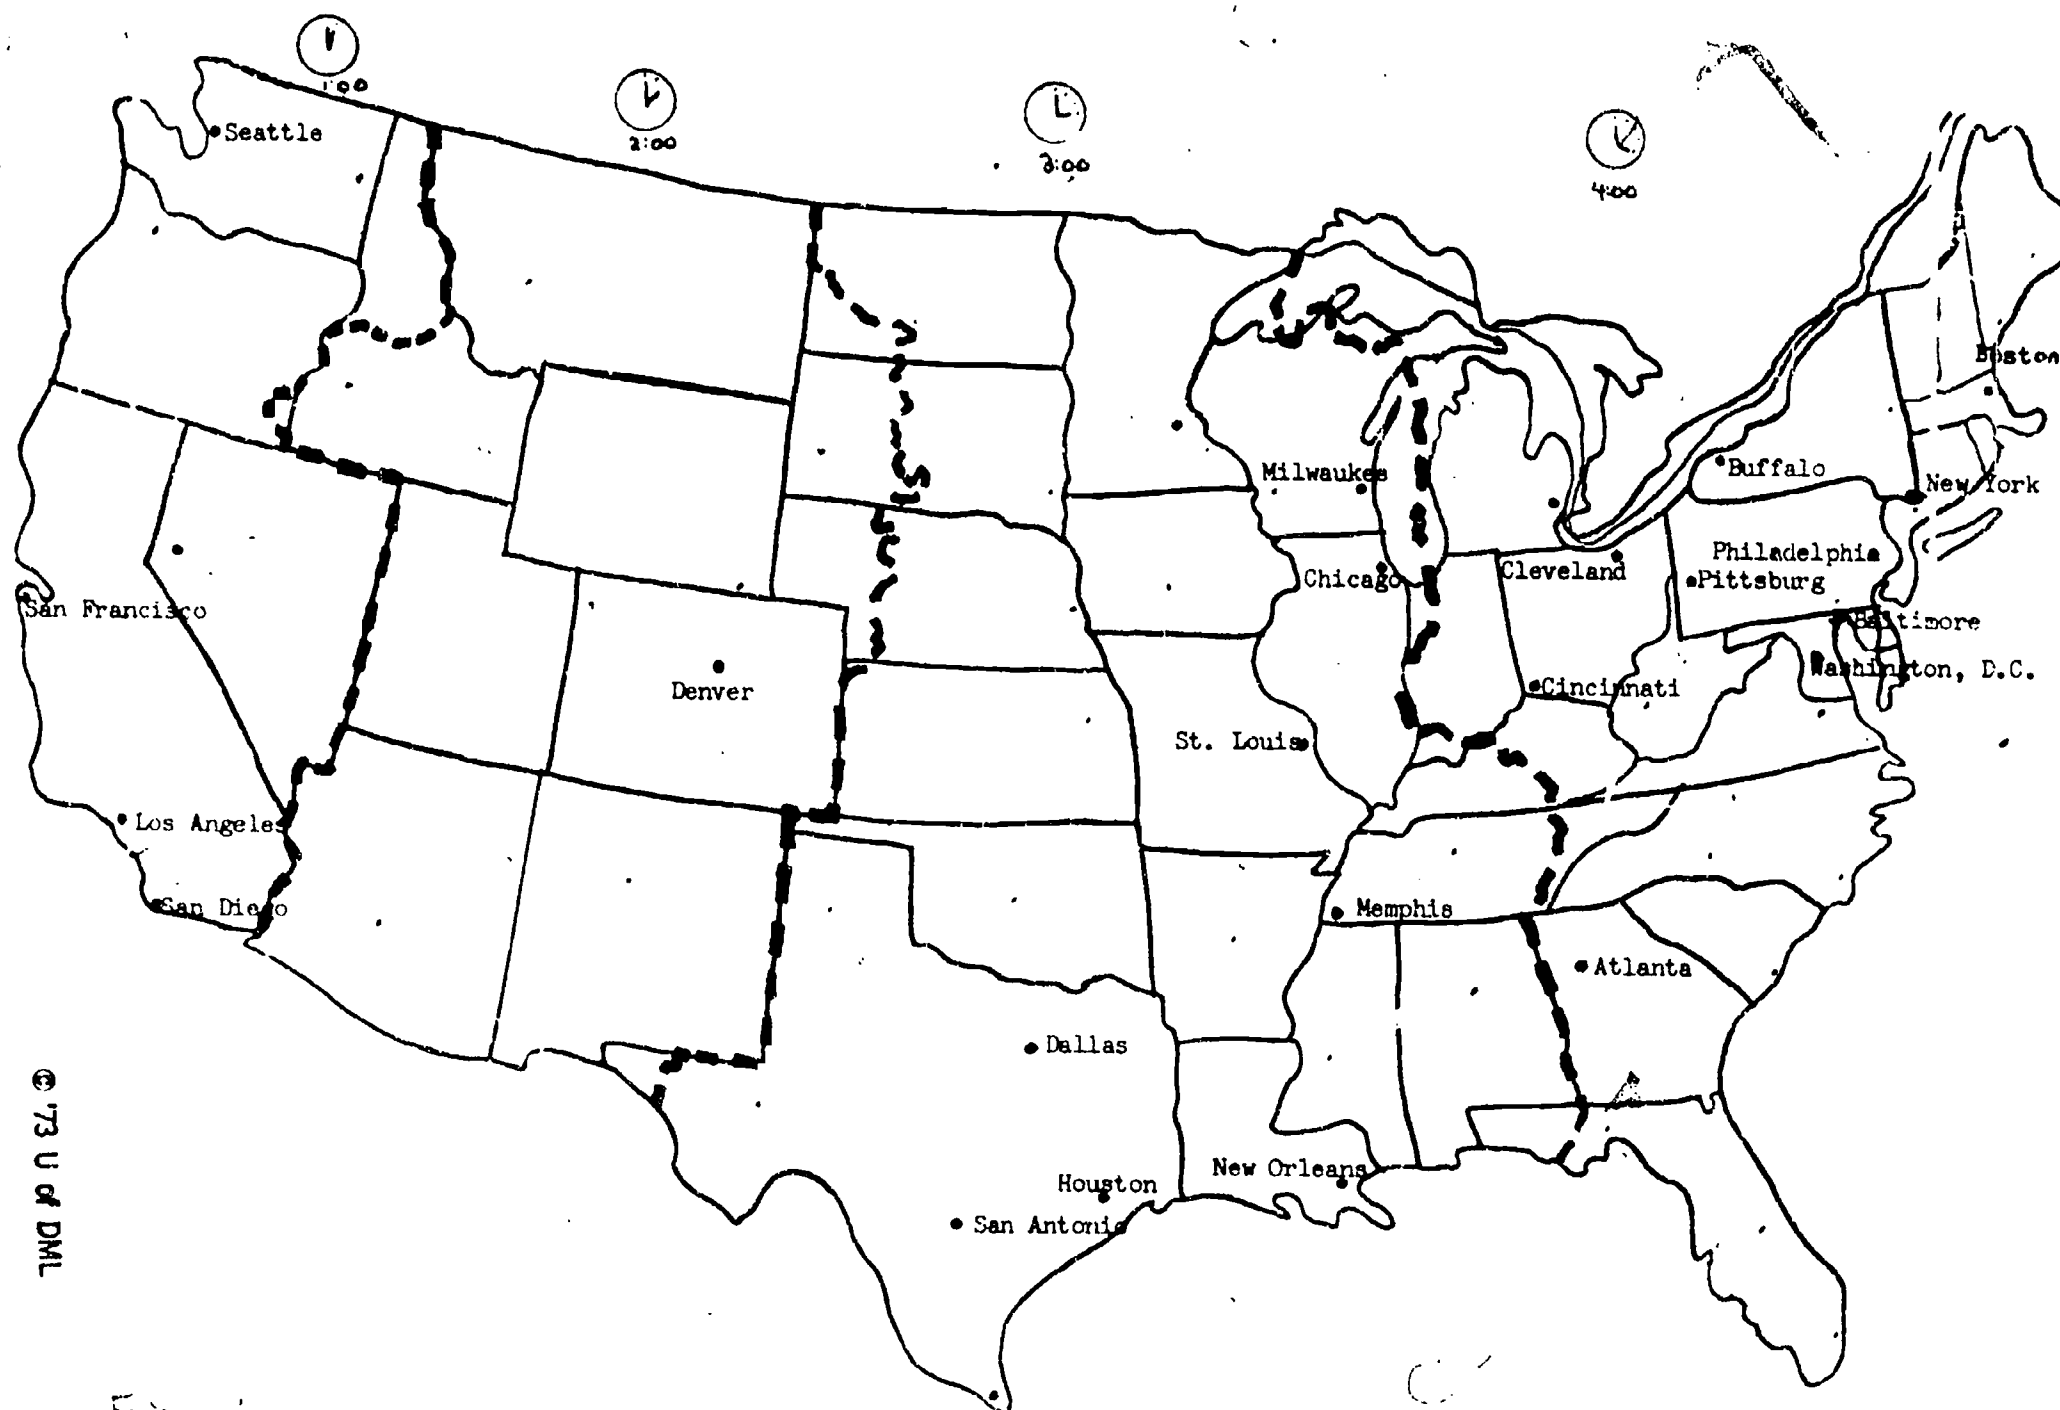 1:00
2:00
3:00
4:00
Seattle
Boston
Milwaukee
Buffalo
New York
Philadelphia
Pittsburg
Chicago
Cleveland
San Francisco
Baltimore
Washington, D.C.
Denver
Cincinnati
St. Louis
Los Angeles
San Diego
Memphis
Atlanta
Dallas
New Orleans
Houston
San Antonio
© '73 U of DML